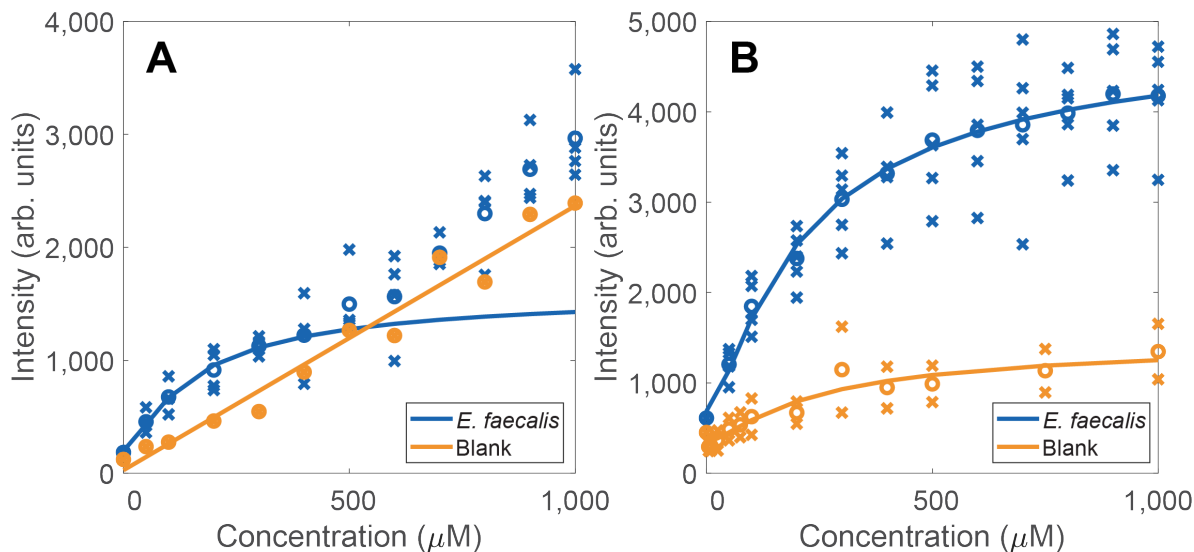 A
Intensity (arb. units)
4,000
3,000
2,000
1,000
0
0
500
1,000
Concentration (μM)
E. faecalis
Blank
B
Intensity (arb. units)
5,000
4,000
3,000
2,000
1,000
0
0
500
1,000
Concentration (μM)
E. faecalis
Blank